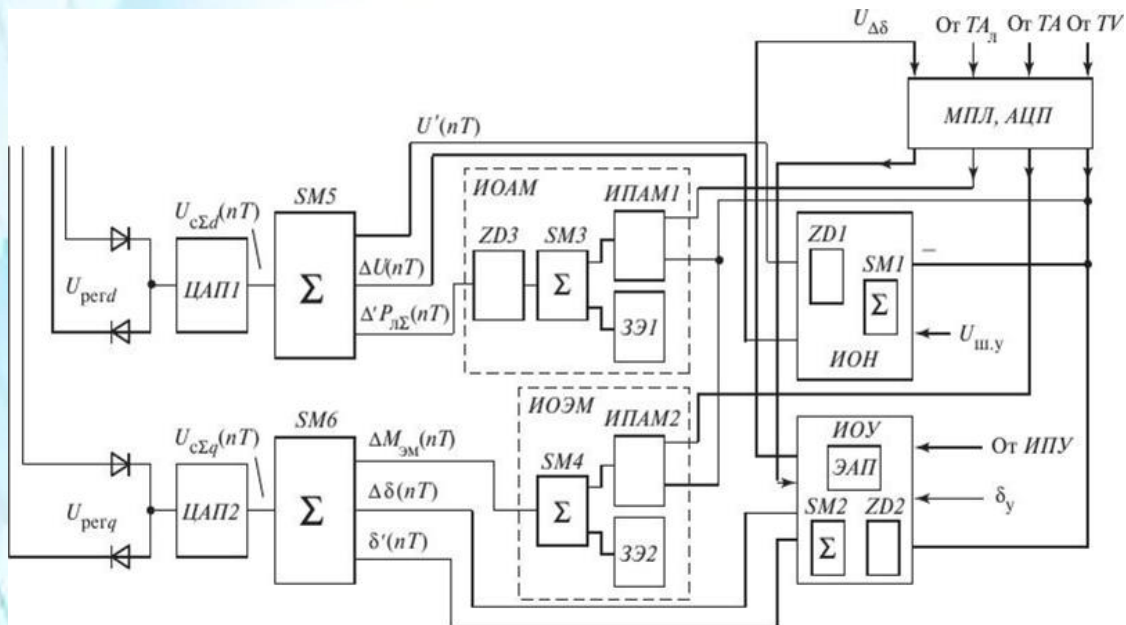 U_Δδ
От TA_л От TA От TV
МПЛ, АЦП
U'(nT)
ИОАМ
ИПАМ1
SM5
U_cΣd(nT)
ZD3
SM3
ZD1
SM1
−
U_регd
ЦАП1
Σ
ΔU(nT)
Σ
Σ
Δ'P_лΣ(nT)
ЗЭ1
U_ш.у
ИОН
ИОЭМ
ИПАМ2
SM6
U_cΣq(nT)
ΔM_эм(nT)
SM4
ИОУ
ЭАП
От ИПУ
U_регq
ЦАП2
Σ
Δδ(nT)
Σ
δ_у
δ'(nT)
ЗЭ2
SM2
ZD2
Σ